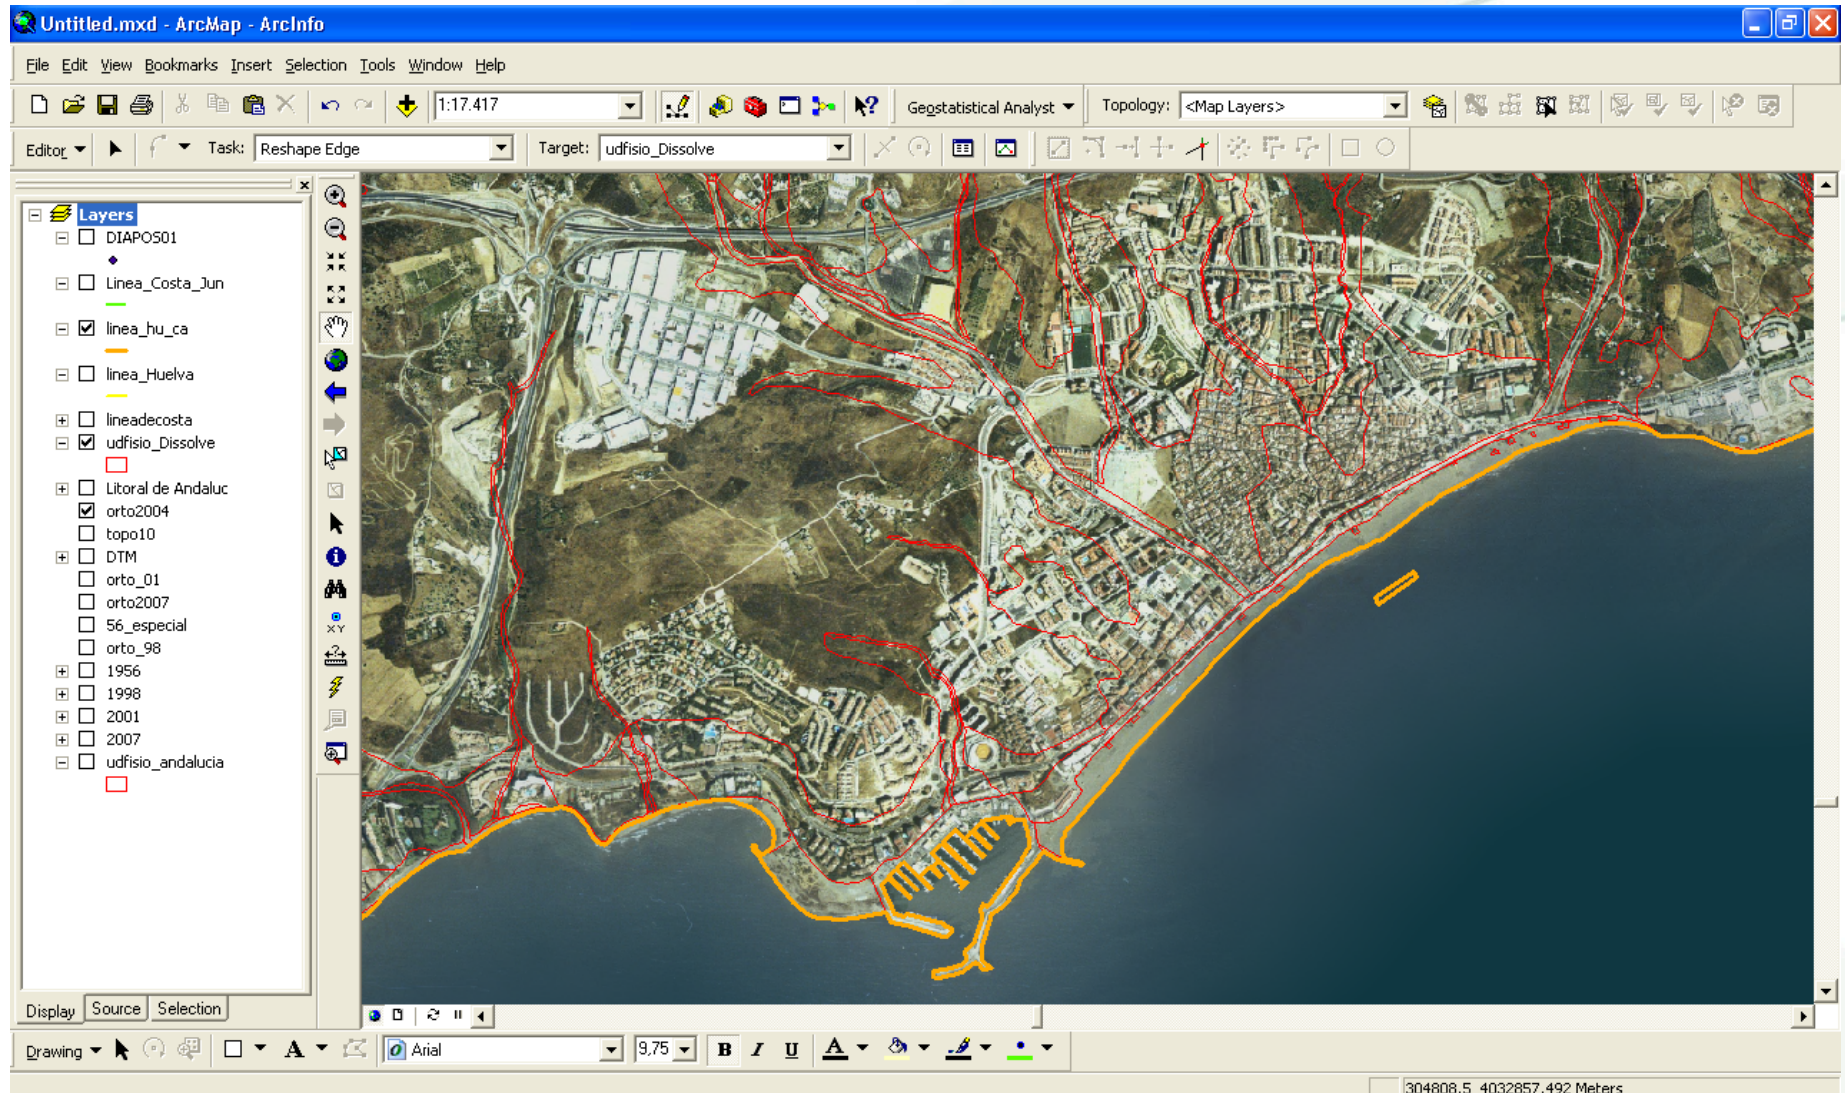 Untitled.mxd - ArcMap - ArcInfo
File Edit View Bookmarks Insert Selection Tools Window Help
1:17.417 Geostatistical Analyst Topology: <Map Layers>
Editor Task: Reshape Edge Target: udfisio_Dissolve
Layers
DIAPOS01
Linea_Costa_Jun
linea_hu_ca
linea_Huelva
lineadecosta
udfisio_Dissolve
Litoral de Andaluc
orto2004
topo10
DTM
orto_01
orto2007
56_especial
orto_98
1956
1998
2001
2007
udfisio_andalucia
Display Source Selection
Drawing A Arial 9,75 B I U A
304808,5 4032857,492 Meters